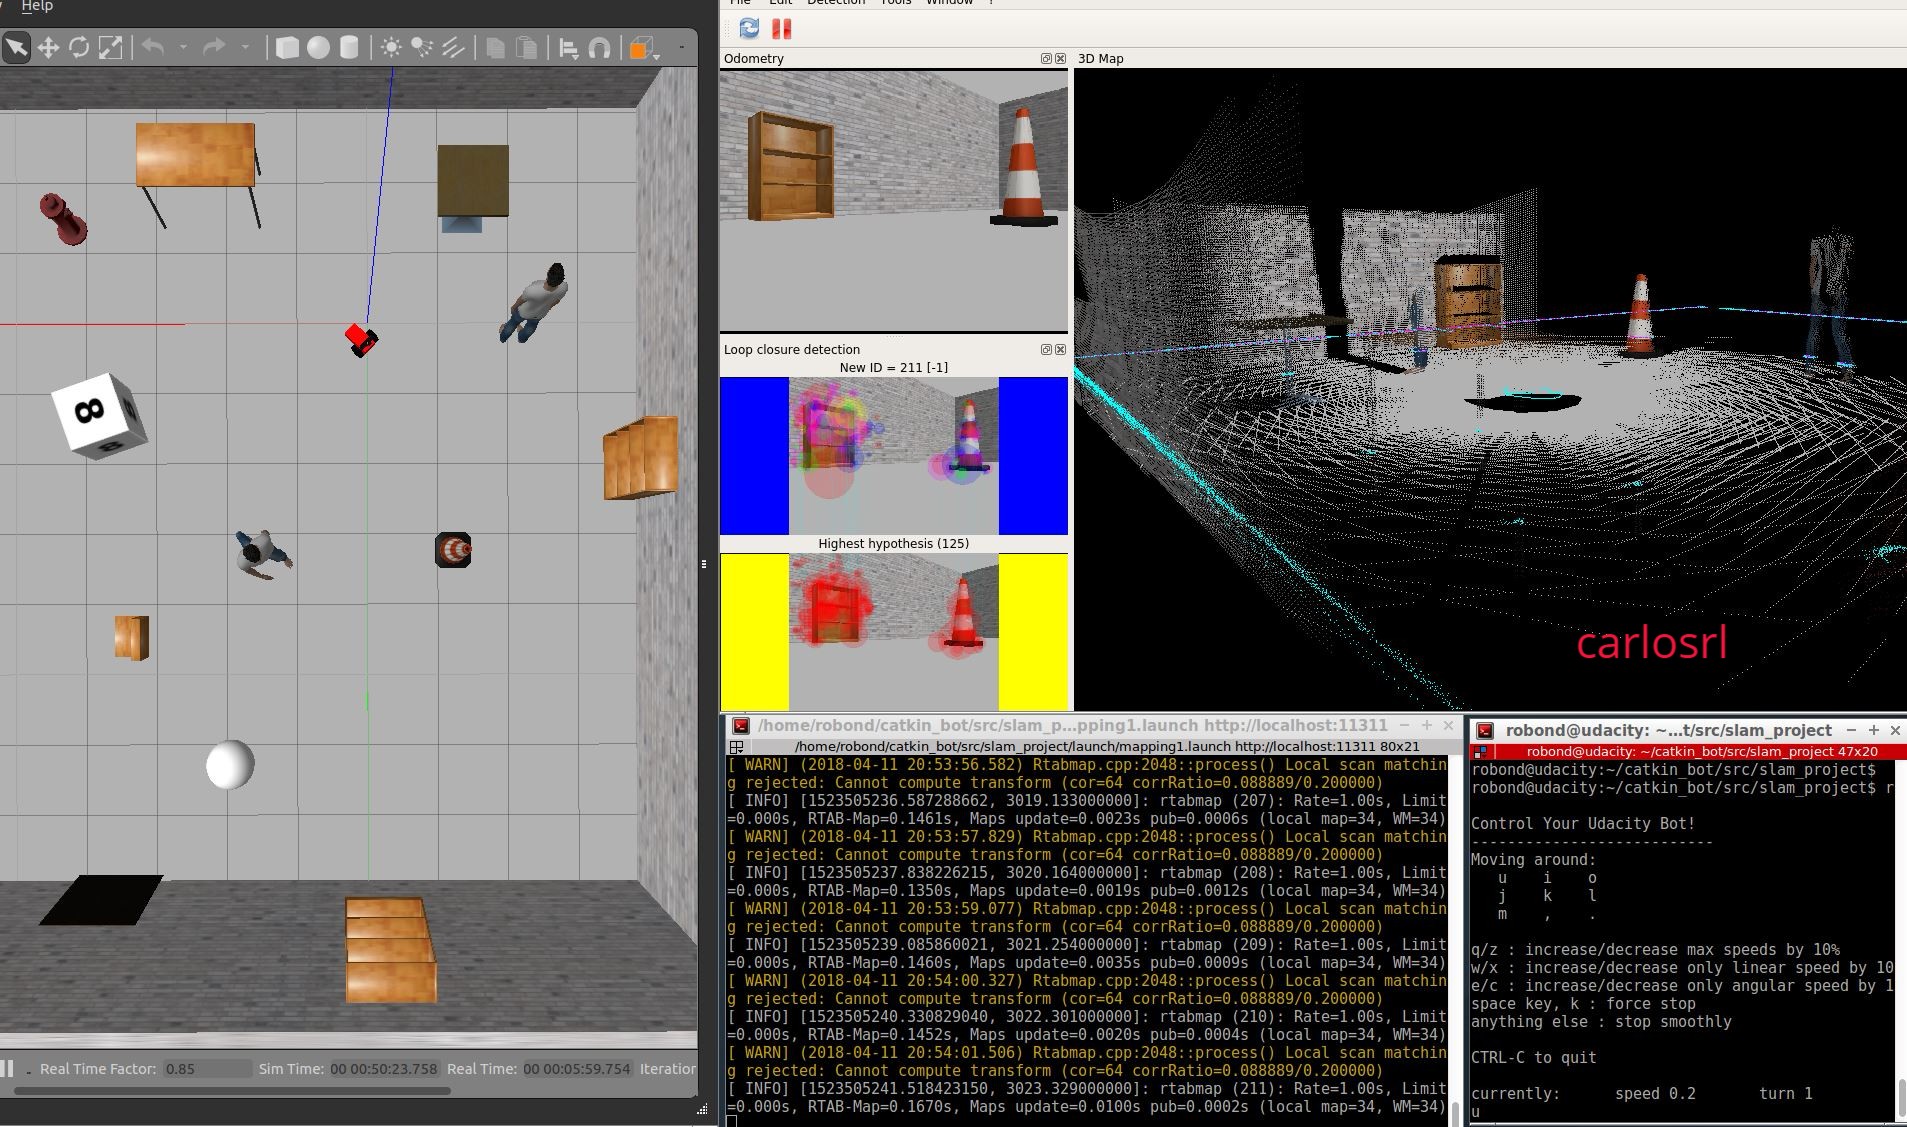 Help
8
Real Time Factor: 0.85 Sim Time: 00 00:50:23.758 Real Time: 00 00:05:59.754 Iteration
File Edit Detection Tools Window ?
Odometry
Loop closure detection
New ID = 211 [-1]
Highest hypothesis (125)
3D Map
carlosrl
/home/robond/catkin_bot/src/slam_p...pping1.launch http://localhost:11311
/home/robond/catkin_bot/src/slam_project/launch/mapping1.launch http://localhost:11311 80x21
[ WARN] (2018-04-11 20:53:56.582) Rtabmap.cpp:2048::process() Local scan matchin
g rejected: Cannot compute transform (cor=64 corrRatio=0.088889/0.200000)
[ INFO] [1523505236.587288662, 3019.133000000]: rtabmap (207): Rate=1.00s, Limit
=0.000s, RTAB-Map=0.1461s, Maps update=0.0023s pub=0.0006s (local map=34, WM=34)
[ WARN] (2018-04-11 20:53:57.829) Rtabmap.cpp:2048::process() Local scan matchin
g rejected: Cannot compute transform (cor=64 corrRatio=0.088889/0.200000)
[ INFO] [1523505237.838226215, 3020.164000000]: rtabmap (208): Rate=1.00s, Limit
=0.000s, RTAB-Map=0.1350s, Maps update=0.0019s pub=0.0012s (local map=34, WM=34)
[ WARN] (2018-04-11 20:53:59.077) Rtabmap.cpp:2048::process() Local scan matchin
g rejected: Cannot compute transform (cor=64 corrRatio=0.088889/0.200000)
[ INFO] [1523505239.085860021, 3021.254000000]: rtabmap (209): Rate=1.00s, Limit
=0.000s, RTAB-Map=0.1460s, Maps update=0.0035s pub=0.0009s (local map=34, WM=34)
[ WARN] (2018-04-11 20:54:00.327) Rtabmap.cpp:2048::process() Local scan matchin
g rejected: Cannot compute transform (cor=64 corrRatio=0.088889/0.200000)
[ INFO] [1523505240.330829040, 3022.301000000]: rtabmap (210): Rate=1.00s, Limit
=0.000s, RTAB-Map=0.1452s, Maps update=0.0020s pub=0.0004s (local map=34, WM=34)
[ WARN] (2018-04-11 20:54:01.506) Rtabmap.cpp:2048::process() Local scan matchin
g rejected: Cannot compute transform (cor=64 corrRatio=0.088889/0.200000)
[ INFO] [1523505241.518423150, 3023.329000000]: rtabmap (211): Rate=1.00s, Limit
=0.000s, RTAB-Map=0.1670s, Maps update=0.0100s pub=0.0002s (local map=34, WM=34)
robond@udacity: ~...t/src/slam_project
robond@udacity: ~/catkin_bot/src/slam_project 47x20
robond@udacity:~/catkin_bot/src/slam_project$
robond@udacity:~/catkin_bot/src/slam_project$ r
Control Your Udacity Bot!
---------------------------
Moving around:
u i o
j k l
m , .
q/z : increase/decrease max speeds by 10%
w/x : increase/decrease only linear speed by 10
e/c : increase/decrease only angular speed by 1
space key, k : force stop
anything else : stop smoothly
CTRL-C to quit
currently: speed 0.2 turn 1
u